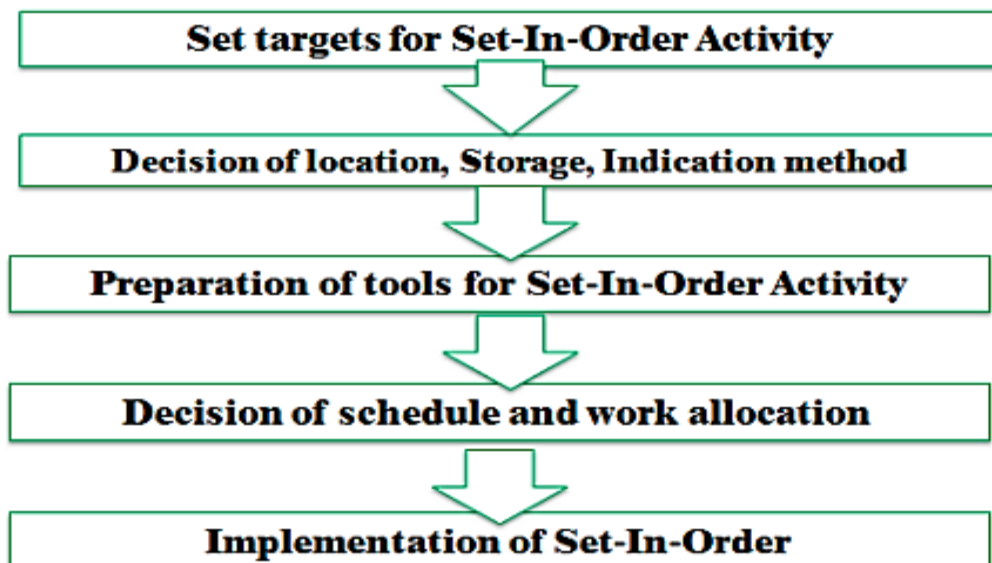 Set targets for Set-In-Order Activity
Decision of location, Storage, Indication method
Preparation of tools for Set-In-Order Activity
Decision of schedule and work allocation
Implementation of Set-In-Order